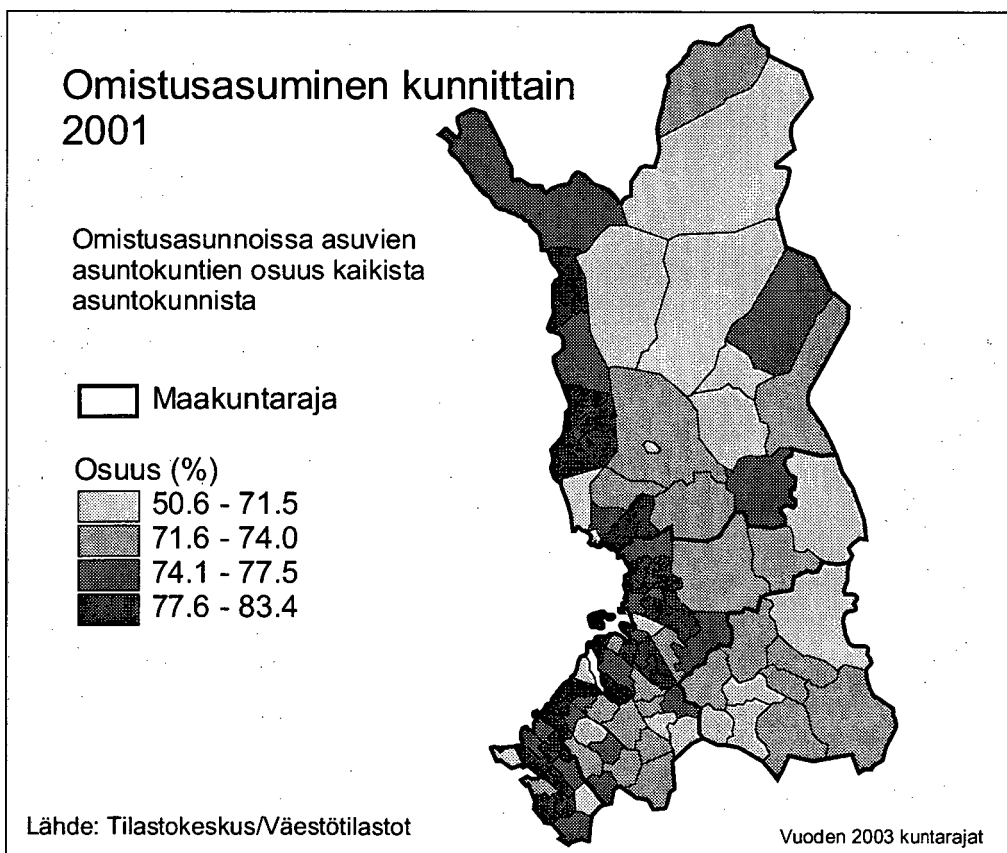 Omistusasuminen kunnittain
2001
Omistusasunnoissa asuvien
asuntokuntien osuus kaikista
asuntokunnista
Maakuntaraja
Osuus (%)
50.6 - 71.5
71.6 - 74.0
74.1 - 77.5
77.6 - 83.4
Lähde: Tilastokeskus/Väestötilastot
Vuoden 2003 kuntarajat